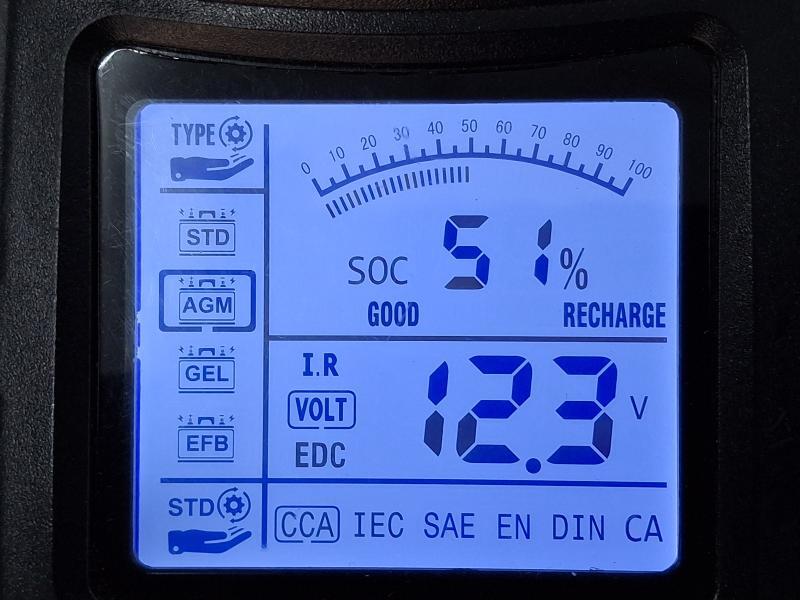 TYPE
STD
AGM
GEL
EFB
STD
0 10 20 30 40 50 60 70 80 90 100
SOC 51 %
GOOD RECHARGE
I.R
VOLT
EDC
12.3 V
CCA IEC SAE EN DIN CA